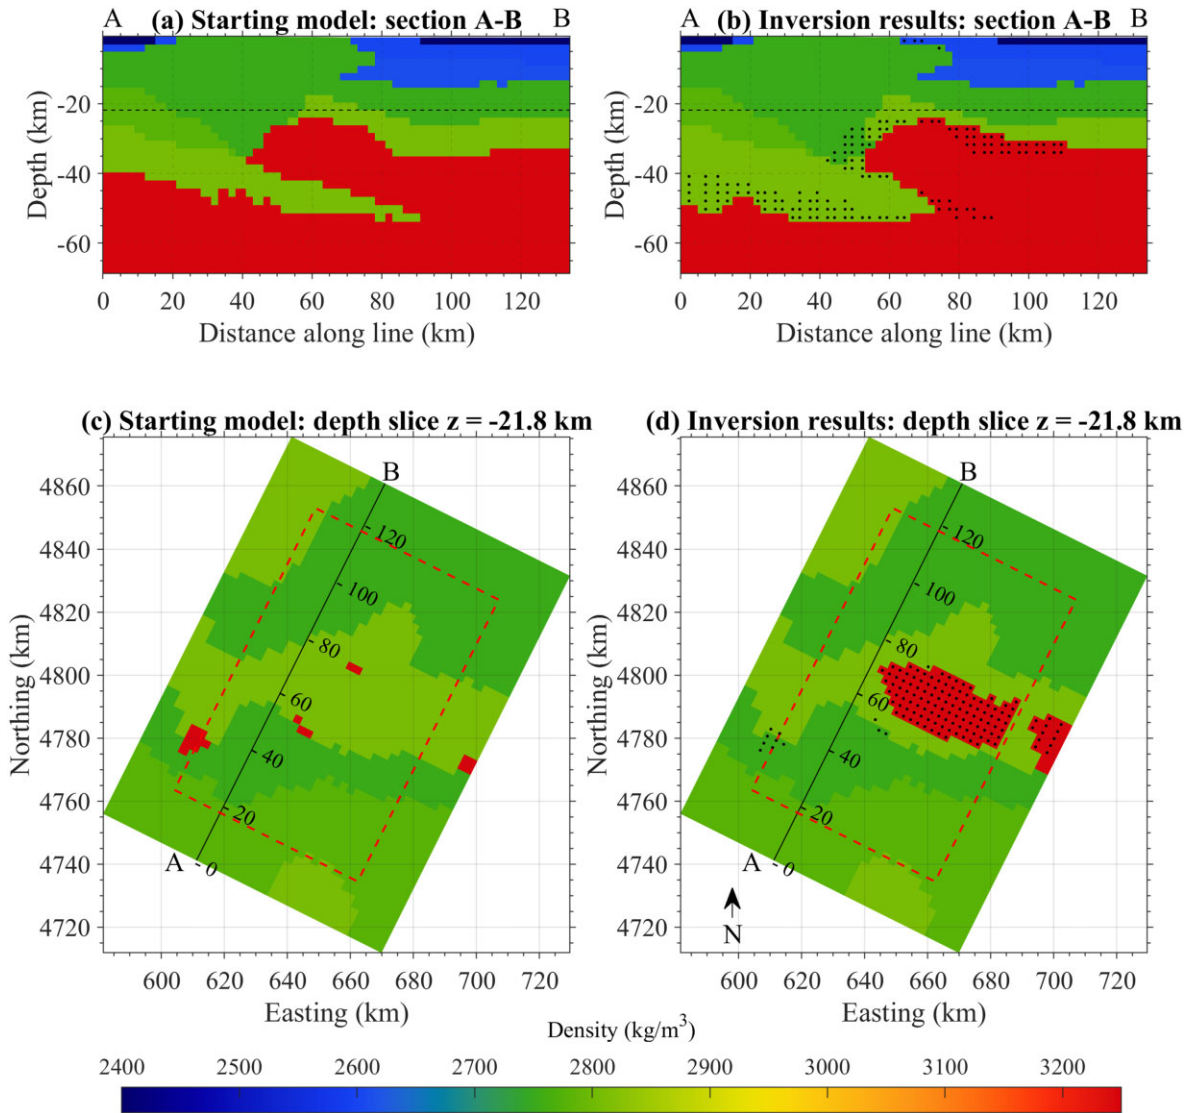 A (a) Starting model: section A-B B
A (b) Inversion results: section A-B B
Depth (km)
-20
-40
-60
0 20 40 60 80 100 120
Distance along line (km)
Depth (km)
-20
-40
-60
0 20 40 60 80 100 120
Distance along line (km)
(c) Starting model: depth slice z = -21.8 km
Northing (km)
4860
4840
4820
4800
4780
4760
4740
4720
B
- 120
- 100
- 80
- 60
- 40
- 20
A - 0
600 620 640 660 680 700 720
Easting (km)
(d) Inversion results: depth slice z = -21.8 km
Northing (km)
4860
4840
4820
4800
4780
4760
4740
4720
B
- 120
- 100
- 80
- 60
- 40
- 20
A - 0
N
600 620 640 660 680 700 720
Easting (km)
Density (kg/m³)
2400 2500 2600 2700 2800 2900 3000 3100 3200